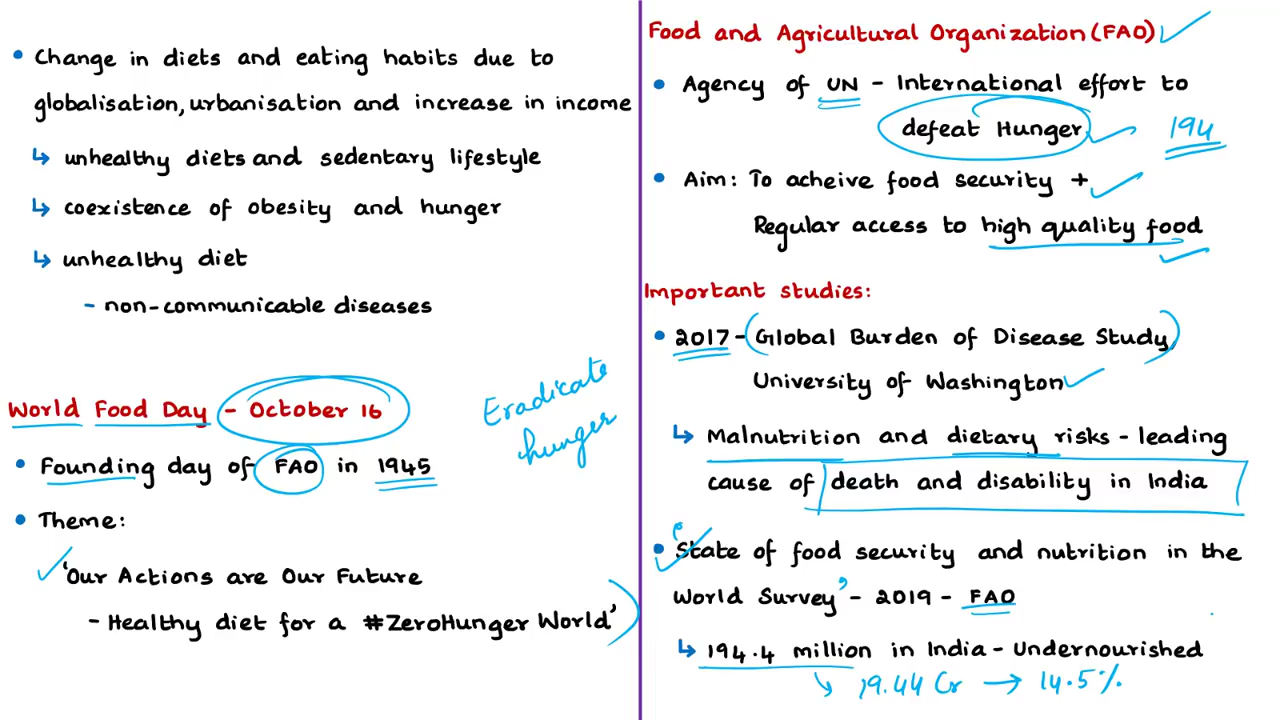 • Change in diets and eating habits due to
globalisation, urbanisation and increase in income
↳ unhealthy diets and sedentary lifestyle
↳ coexistence of obesity and hunger
↳ unhealthy diet
- non-communicable diseases
World Food Day - October 16
Eradicate
hunger
• Founding day of FAO in 1945
• Theme:
'Our Actions are Our Future
- Healthy diet for a #ZeroHunger World'
Food and Agricultural Organization (FAO)
• Agency of UN - International effort to
defeat Hunger 194
• Aim: To acheive food security +
Regular access to high quality food
Important studies:
• 2017 - (Global Burden of Disease Study)
University of Washington
↳ Malnutrition and dietary risks - leading
cause of death and disability in India
• 'State of food security and nutrition in the
World Survey' - 2019 - FAO
↳ 194.4 million in India - Undernourished
↳ 19.44 Cr → 14.5%